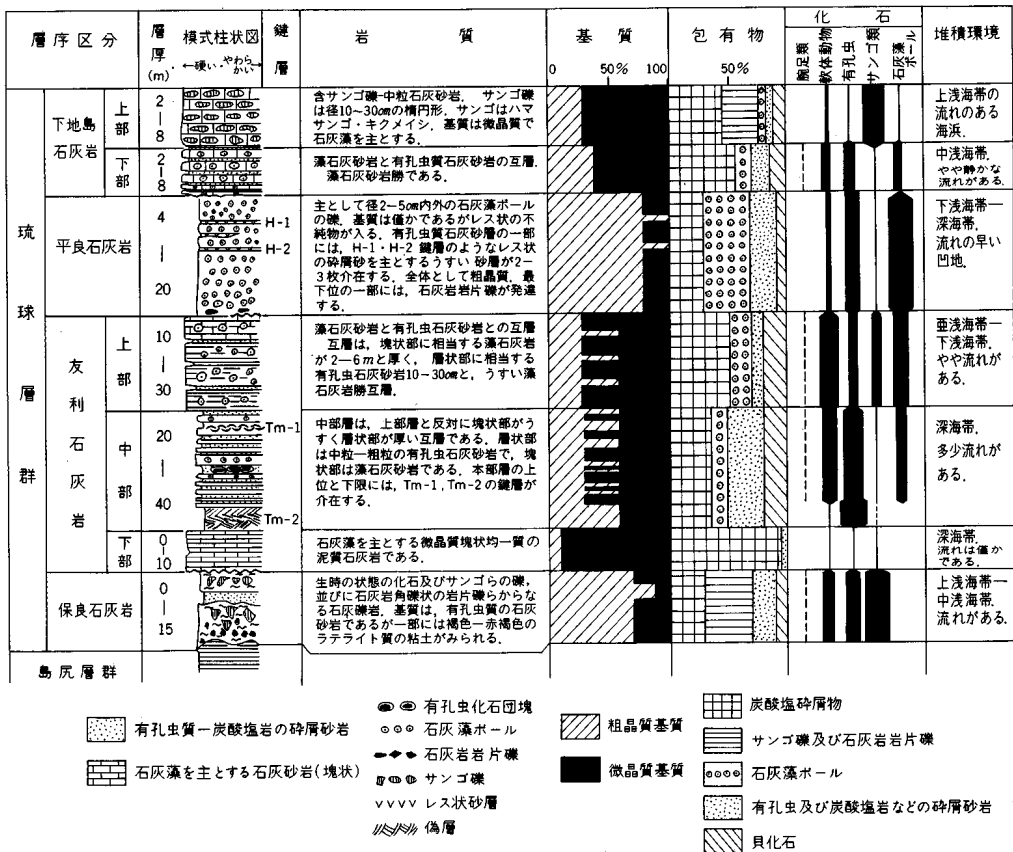 層序区分
層厚(m)
模式柱状図
←硬い・やわらかい→
鍵層
岩質
基質
0 50% 100
包有物
50%
化石
腕足類
軟体動物
有孔虫
サンゴ類
石灰藻ボール
堆積環境
琉球層群
下地島石灰岩
上部
2 | 8
含サンゴ礫-中粒石灰砂岩. サンゴ礫
は径10~30cmの楕円形. サンゴはハマ
サンゴ・キクメイシ. 基質は微晶質で
石灰藻を主とする.
上浅海帯の
流れのある
海浜.
下部
2 | 8
藻石灰砂岩と有孔虫質石灰砂岩の互層.
藻石灰砂岩勝である.
中浅海帯.
やや静かな
流れがある.
平良石灰岩
4 | 20
H-1
H-2
主として径2-5cm内外の石灰藻ボール
の礫. 基質は僅かであるがレス状の不
純物が入る. 有孔虫質石灰砂層の一部
には, H-1・H-2 鍵層のようなレス状
の砕屑砂を主とするうすい砂層が2-
3枚介在する. 全体として粗晶質, 最
下位の一部には, 石灰岩岩片礫が発達
する.
下浅海帯一
深海帯.
流れの早い
凹地.
友利石灰岩
上部
10 | 30
藻石灰砂岩と有孔虫石灰砂岩との互層
互層は, 塊状部に相当する藻石灰岩
が2-6mと厚く, 層状部に相当する
有孔虫石灰砂岩10-30cmと, うすい藻
石灰岩勝互層.
亜浅海帯一
下浅海帯.
やや流れが
ある.
中部
20 | 40
Tm-1
Tm-2
中部層は, 上部層と反対に塊状部が
うすく層状部が厚い互層である. 層状部
は中粒一粗粒の有孔虫石灰砂岩で, 塊
状部は藻石灰砂岩である. 本部層の上
位と下限には, Tm-1, Tm-2の鍵層が
介在する.
深海帯.
多少流れが
ある.
下部
0 | 10
石灰藻を主とする微晶質塊状均一質の
泥質石灰岩である.
深海帯.
流れは僅か
である.
保良石灰岩
0 | 15
生時の状態の化石及びサンゴらの礫,
並びに石灰岩角礫状の岩片礫らからな
る石灰礫岩. 基質は, 有孔虫質の石灰
砂岩であるが一部には褐色一赤褐色の
ラテライト質の粘土がみられる.
上浅海帯一
中浅海帯.
流れがある.
島尻層群
有孔虫質一炭酸塩岩の砕屑砂岩
石灰藻を主とする石灰砂岩(塊状)
有孔虫化石団塊
石灰藻ボール
石灰岩岩片礫
サンゴ礫
レス状砂層
偽層
粗晶質基質
微晶質基質
炭酸塩砕屑物
サンゴ礫及び石灰岩岩片礫
石灰藻ボール
有孔虫及び炭酸塩岩などの砕屑砂岩
貝化石